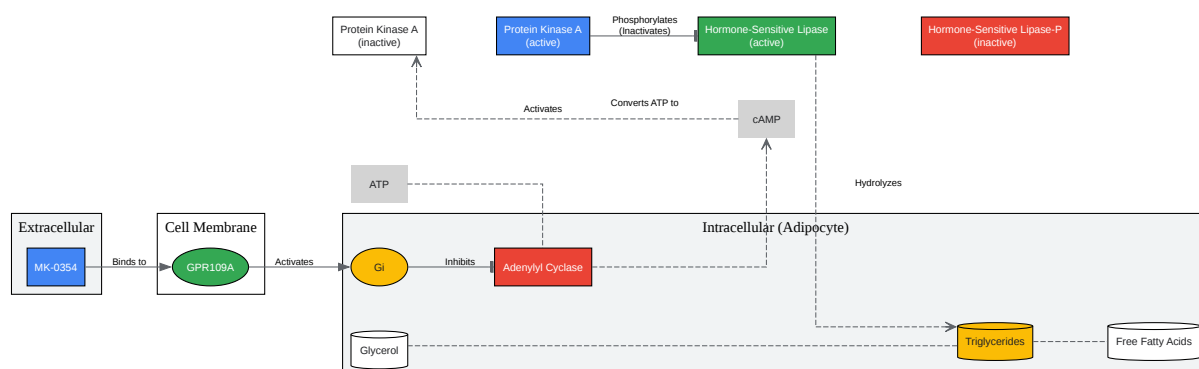 Protein Kinase A
(inactive)
Protein Kinase A
(active)
Phosphorylates
(Inactivates)
Hormone-Sensitive Lipase
(active)
Hormone-Sensitive Lipase-P
(inactive)
Activates
Converts ATP to
cAMP
ATP
Hydrolyzes
Extracellular
Cell Membrane
Intracellular (Adipocyte)
MK-0354
Binds to
GPR109A
Activates
Gi
Inhibits
Adenylyl Cyclase
Glycerol
Triglycerides
Free Fatty Acids